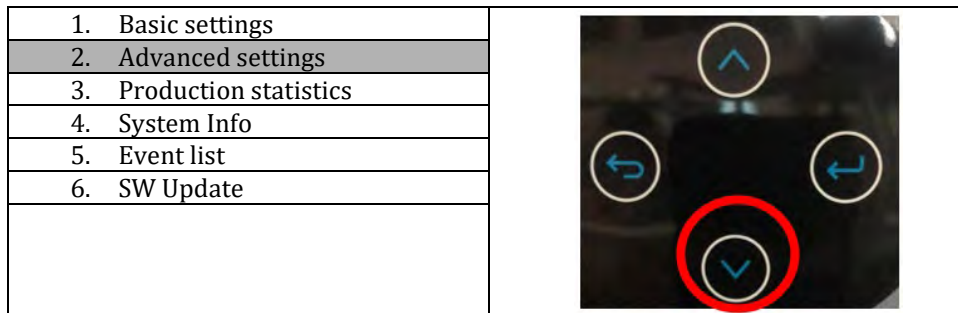 1. Basic settings
2. Advanced settings
3. Production statistics
4. System Info
5. Event list
6. SW Update